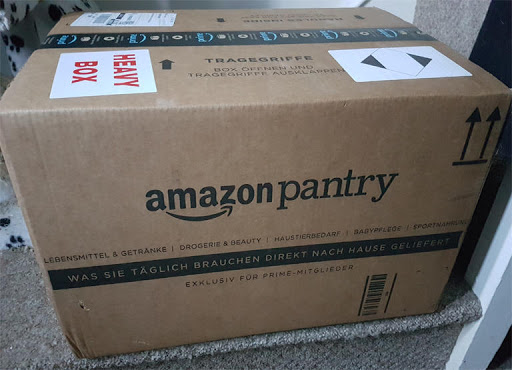 HEAVY
BOX
TRAGEGRIFFE
BOX ÖFFNEN UND
TRAGEGRIFFE AUSKLAPPEN
amazonpantry
LEBENSMITTEL & GETRÄNKE | DROGERIE & BEAUTY | HAUSTIERBEDARF | BABYPFLEGE | SPORTNAHRUNG
WAS SIE TÄGLICH BRAUCHEN DIREKT NACH HAUSE GELIEFERT
EXKLUSIV FÜR PRIME-MITGLIEDER